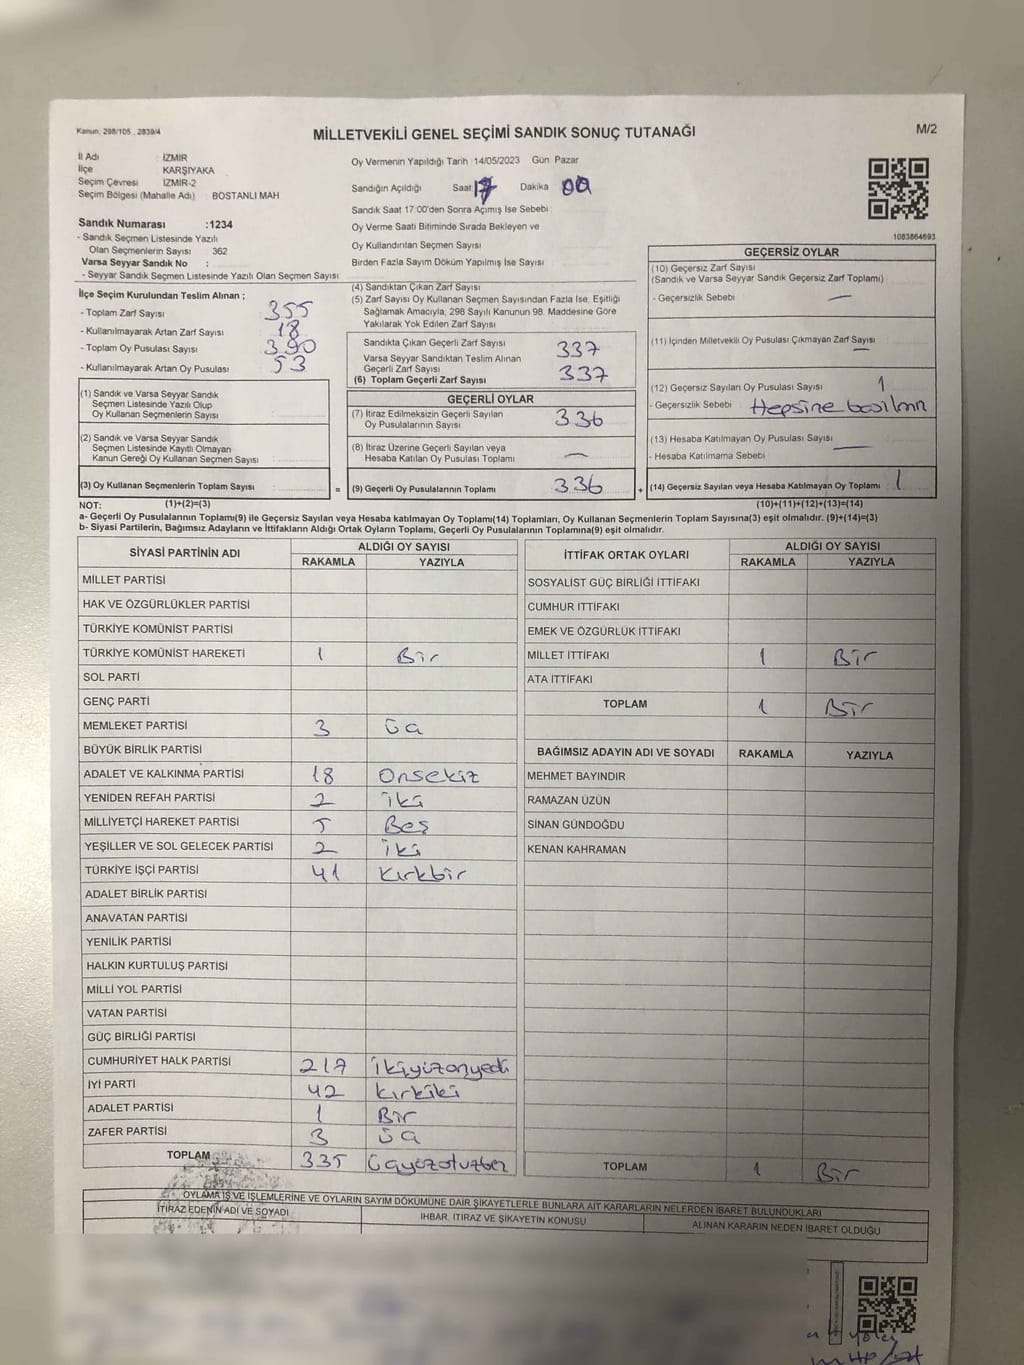 Kanun: 298/105 , 2839/4
MİLLETVEKİLİ GENEL SEÇİMİ SANDIK SONUÇ TUTANAĞI
M/2
İl Adı İZMİR
İlçe KARŞIYAKA
Seçim Çevresi İZMİR-2
Seçim Bölgesi (Mahalle Adı) BOSTANLI MAH
Sandık Numarası :1234
- Sandık Seçmen Listesinde Yazılı
Olan Seçmenlerin Sayısı 362
Varsa Seyyar Sandık No :
- Seyyar Sandık Seçmen Listesinde Yazılı Olan Seçmen Sayısı
Oy Vermenin Yapıldığı Tarih 14/05/2023 Gün Pazar
Sandığın Açıldığı Saat 17 Dakika 00
Sandık Saat 17:00'den Sonra Açımış İse Sebebi
Oy Verme Saati Bitiminde Sırada Bekleyen ve
Oy Kullandırılan Seçmen Sayısı
Birden Fazla Sayım Döküm Yapılmış İse Sayısı
1083864693
İlçe Seçim Kurulundan Teslim Alınan ;
- Toplam Zarf Sayısı 355
- Kullanılmayarak Artan Zarf Sayısı 18
- Toplam Oy Pusulası Sayısı 390
- Kullanılmayarak Artan Oy Pusulası 53
(1) Sandık ve Varsa Seyyar Sandık
Seçmen Listesinde Yazılı Olup
Oy Kullanan Seçmenlerin Sayısı
(2) Sandık ve Varsa Seyyar Sandık
Seçmen Listesinde Kayıtlı Olmayan
Kanun Gereği Oy Kullanan Seçmen Sayısı
(3) Oy Kullanan Seçmenlerin Toplam Sayısı
(4) Sandıktan Çıkan Zarf Sayısı
(5) Zarf Sayısı Oy Kullanan Seçmen Sayısından Fazla İse, Eşitliği
Sağlamak Amacıyla, 298 Sayılı Kanunun 98. Maddesine Göre
Yakılarak Yok Edilen Zarf Sayısı
Sandıkta Çıkan Geçerli Zarf Sayısı 337
Varsa Seyyar Sandıktan Teslim Alınan
Geçerli Zarf Sayısı
(6) Toplam Geçerli Zarf Sayısı 337
GEÇERLİ OYLAR
(7) İtiraz Edilmeksizin Geçerli Sayılan
Oy Pusulalarının Sayısı 336
(8) İtiraz Üzerine Geçerli Sayılan veya
Hesaba Katılan Oy Pusulası Toplamı —
= (9) Geçerli Oy Pusulalarının Toplamı 336
GEÇERSİZ OYLAR
(10) Geçersiz Zarf Sayısı
(Sandık ve Varsa Seyyar Sandık Geçersiz Zarf Toplamı)
- Geçersizlik Sebebi —
(11) İçinden Milletvekili Oy Pusulası Çıkmayan Zarf Sayısı —
(12) Geçersiz Sayılan Oy Pusulası Sayısı 1
- Geçersizlik Sebebi Hepsine
(13) Hesaba Katılmayan Oy Pusulası Sayısı —
- Hesaba Katılmama Sebebi
+ (14) Geçersiz Sayılan veya Hesaba Katılmayan Oy Toplamı 1
NOT: (1)+(2)=(3)
(10)+(11)+(12)+(13)=(14)
a- Geçerli Oy Pusulalarının Toplamı(9) ile Geçersiz Sayılan veya Hesaba katılmayan Oy Toplamı(14) Toplamları, Oy Kullanan Seçmenlerin Toplam Sayısına(3) eşit olmalıdır. (9)+(14)=(3)
b- Siyasi Partilerin, Bağımsız Adayların ve İttifakların Aldığı Ortak Oyların Toplamı, Geçerli Oy Pusulalarının Toplamına(9) eşit olmalıdır.
SİYASİ PARTİNİN ADI ALDIĞI OY SAYISI
RAKAMLA YAZIYLA
MİLLET PARTİSİ
HAK VE ÖZGÜRLÜKLER PARTİSİ
TÜRKİYE KOMÜNİST PARTİSİ
TÜRKİYE KOMÜNİST HAREKETİ 1 Bir
SOL PARTİ
GENÇ PARTİ
MEMLEKET PARTİSİ 3 üç
BÜYÜK BİRLİK PARTİSİ
ADALET VE KALKINMA PARTİSİ 18 Onsekiz
YENİDEN REFAH PARTİSİ 2 iki
MİLLİYETÇİ HAREKET PARTİSİ 5 Beş
YEŞİLLER VE SOL GELECEK PARTİSİ 2 iki
TÜRKİYE İŞÇİ PARTİSİ 41 Kırkbir
ADALET BİRLİK PARTİSİ
ANAVATAN PARTİSİ
YENİLİK PARTİSİ
HALKIN KURTULUŞ PARTİSİ
MİLLİ YOL PARTİSİ
VATAN PARTİSİ
GÜÇ BİRLİĞİ PARTİSİ
CUMHURİYET HALK PARTİSİ 217 ikiyüzonyedi
İYİ PARTİ 42 Kırkiki
ADALET PARTİSİ 1 Bir
ZAFER PARTİSİ 3 üç
TOPLAM 335 üçyüzotuzbeş
İTTİFAK ORTAK OYLARI ALDIĞI OY SAYISI
RAKAMLA YAZIYLA
SOSYALİST GÜÇ BİRLİĞİ İTTİFAKI
CUMHUR İTTİFAKI
EMEK VE ÖZGÜRLÜK İTTİFAKI
MİLLET İTTİFAKI 1 Bir
ATA İTTİFAKI
TOPLAM 1 Bir
BAĞIMSIZ ADAYIN ADI VE SOYADI RAKAMLA YAZIYLA
MEHMET BAYINDIR
RAMAZAN ÜZÜN
SİNAN GÜNDOĞDU
KENAN KAHRAMAN
TOPLAM 1 Bir
OYLAMA İŞ VE İŞLEMLERİNE VE OYLARIN SAYIM DÖKÜMÜNE DAİR ŞİKAYETLERLE BUNLARA AİT KARARLARIN NELERDEN İBARET BULUNDUKLARI
İTİRAZ EDENİN ADI VE SOYADI İHBAR, İTİRAZ VE ŞİKAYETİN KONUSU ALINAN KARARIN NEDEN İBARET OLDUĞU